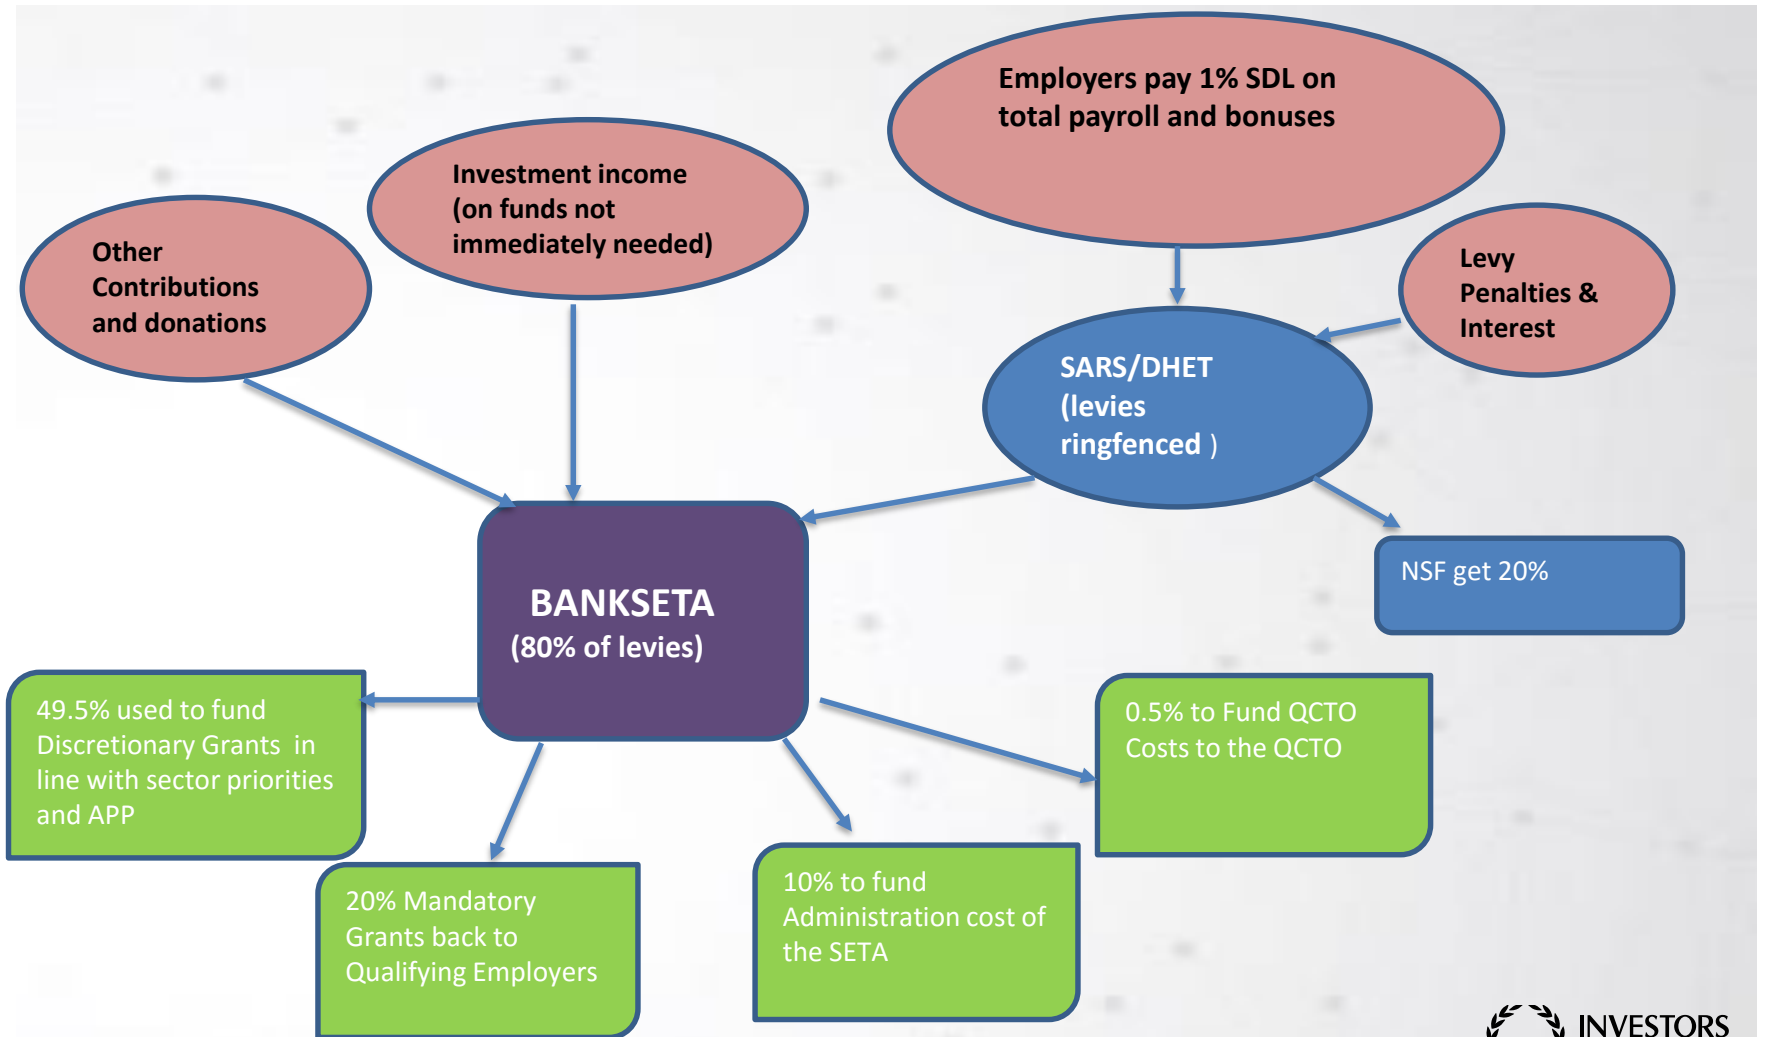 Employers pay 1% SDL on
total payroll and bonuses
Investment income
(on funds not
immediately needed)
Other
Contributions
and donations
Levy
Penalties &
Interest
SARS/DHET
(levies
ringfenced )
NSF get 20%
BANKSETA
(80% of levies)
49.5% used to fund
Discretionary Grants  in
line with sector priorities
and APP
0.5% to Fund QCTO
Costs to the QCTO
20% Mandatory
Grants back to
Qualifying Employers
10% to fund
Administration cost of
the SETA
INVESTORS